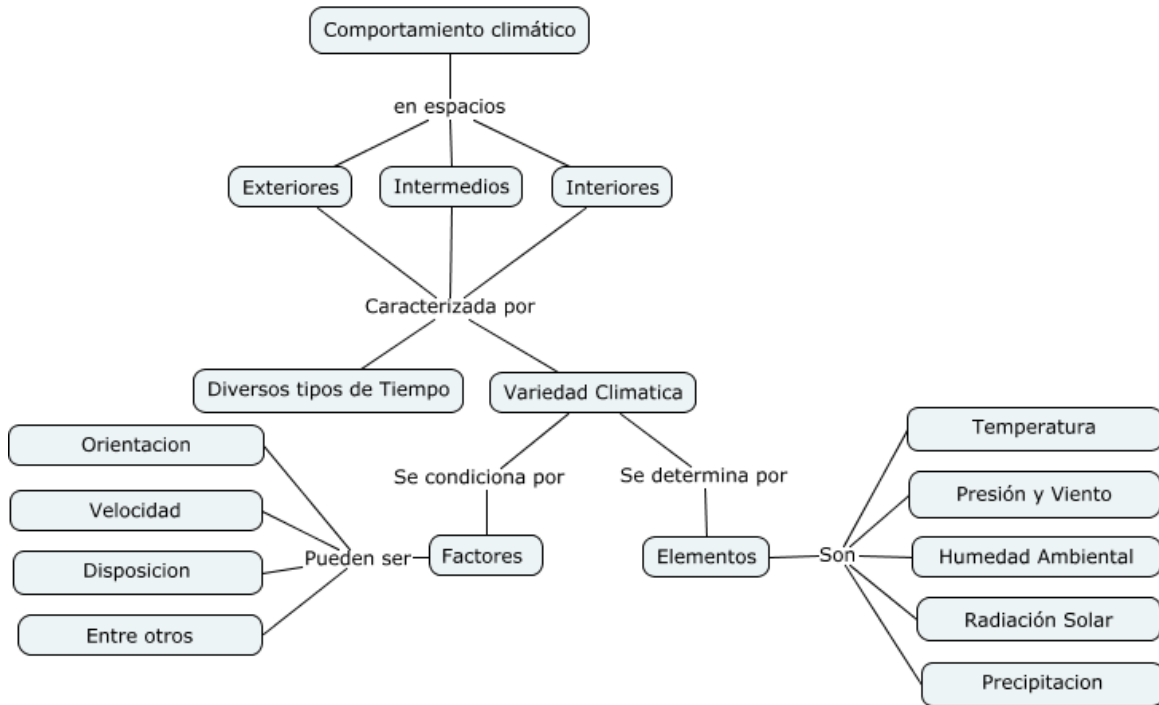 Comportamiento climático
en espacios
Exteriores
Intermedios
Interiores
Caracterizada por
Diversos tipos de Tiempo
Variedad Climatica
Se condiciona por
Se determina por
Factores
Elementos
Pueden ser
Son
Orientacion
Velocidad
Disposicion
Entre otros
Temperatura
Presión y Viento
Humedad Ambiental
Radiación Solar
Precipitacion